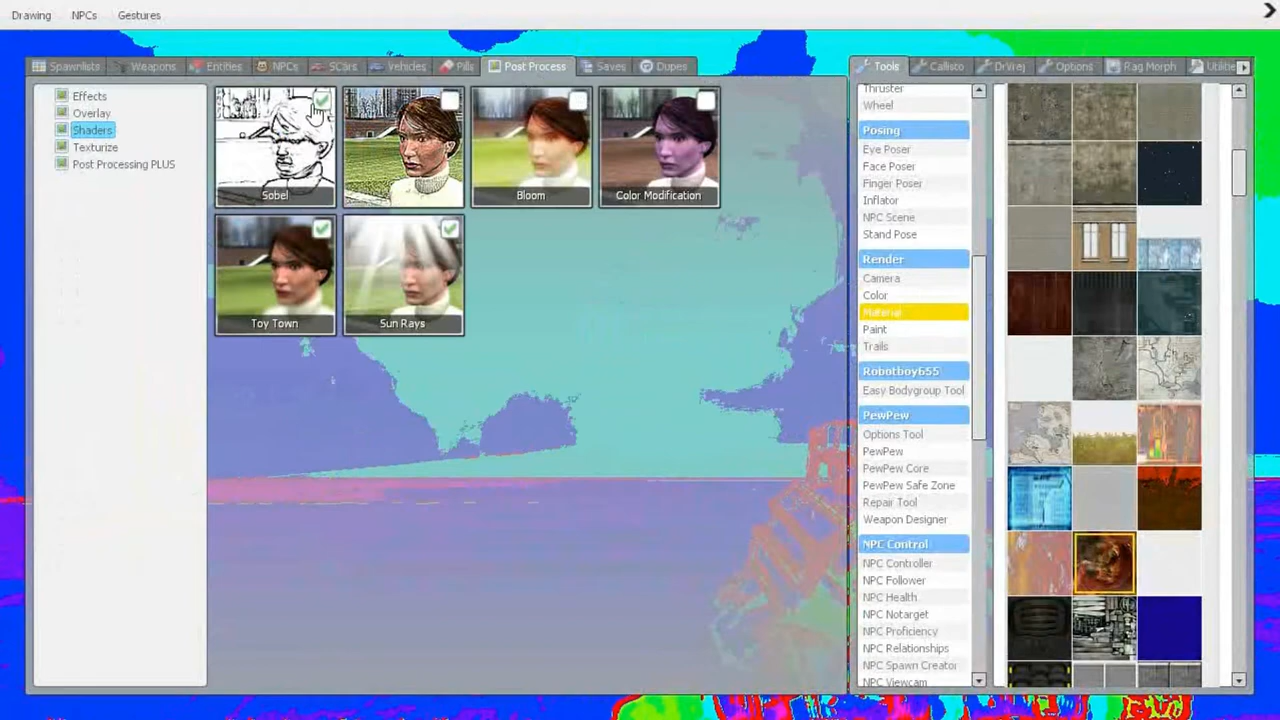 Drawing NPCs Gestures
Spawnlists Weapons Entities NPCs SCars Vehicles Pills Post Process Saves Dupes
Tools Callisto DrVrej Options Rag Morph Utilitie
Effects
Overlay
Shaders
Texturize
Post Processing PLUS
Sobel
Bloom
Color Modification
Toy Town
Sun Rays
Thruster
Wheel
Posing
Eye Poser
Face Poser
Finger Poser
Inflator
NPC Scene
Stand Pose
Render
Camera
Color
Material
Paint
Trails
Robotboy655
Easy Bodygroup Tool
PewPew
Options Tool
PewPew
PewPew Core
PewPew Safe Zone
Repair Tool
Weapon Designer
NPC Control
NPC Controller
NPC Follower
NPC Health
NPC Notarget
NPC Proficiency
NPC Relationships
NPC Spawn Creator
NPC Viewcam